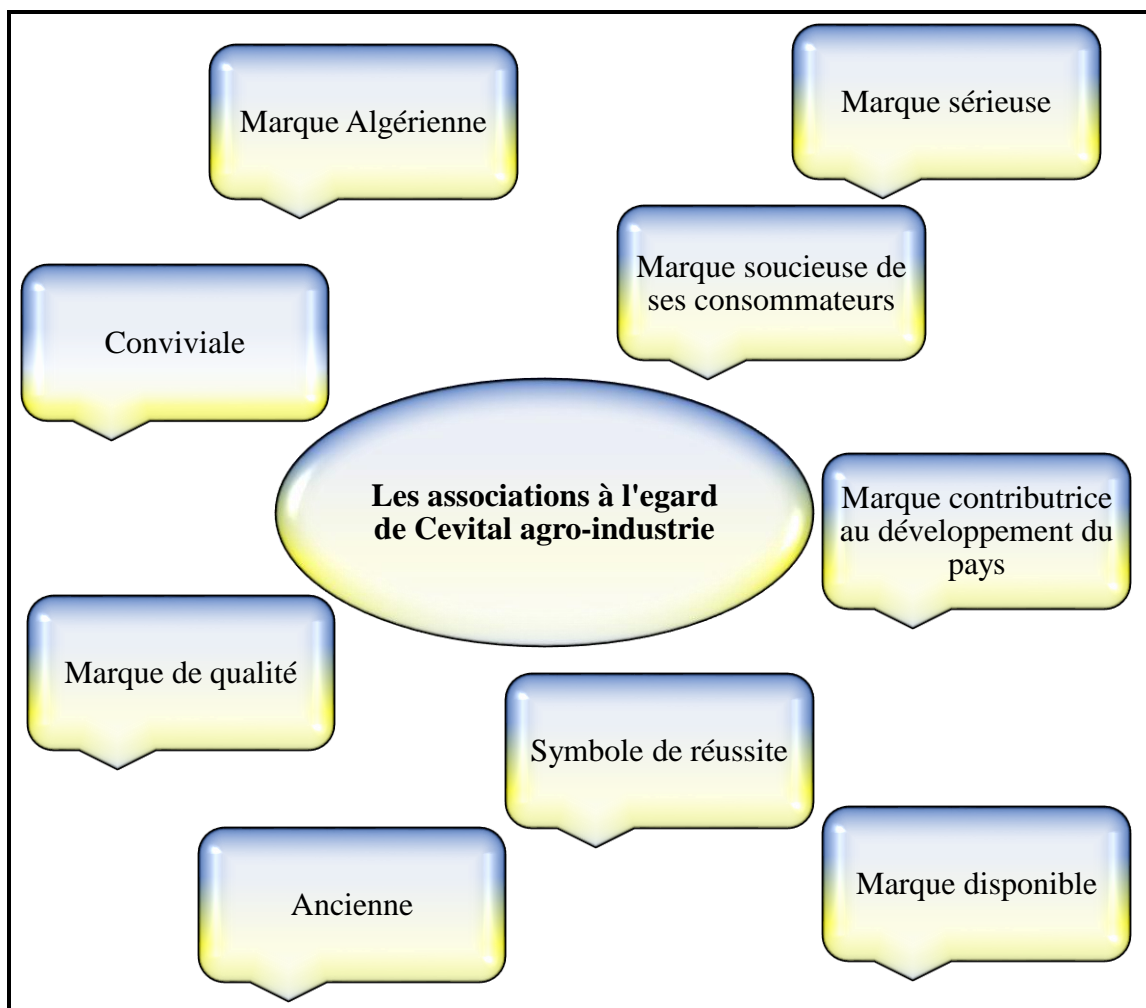 Marque Algérienne
Marque sérieuse
Marque soucieuse de
ses consommateurs
Conviviale
Les associations à l'egard
de Cevital agro-industrie
Marque contributrice
au développement du
pays
Marque de qualité
Symbole de réussite
Marque disponible
Ancienne